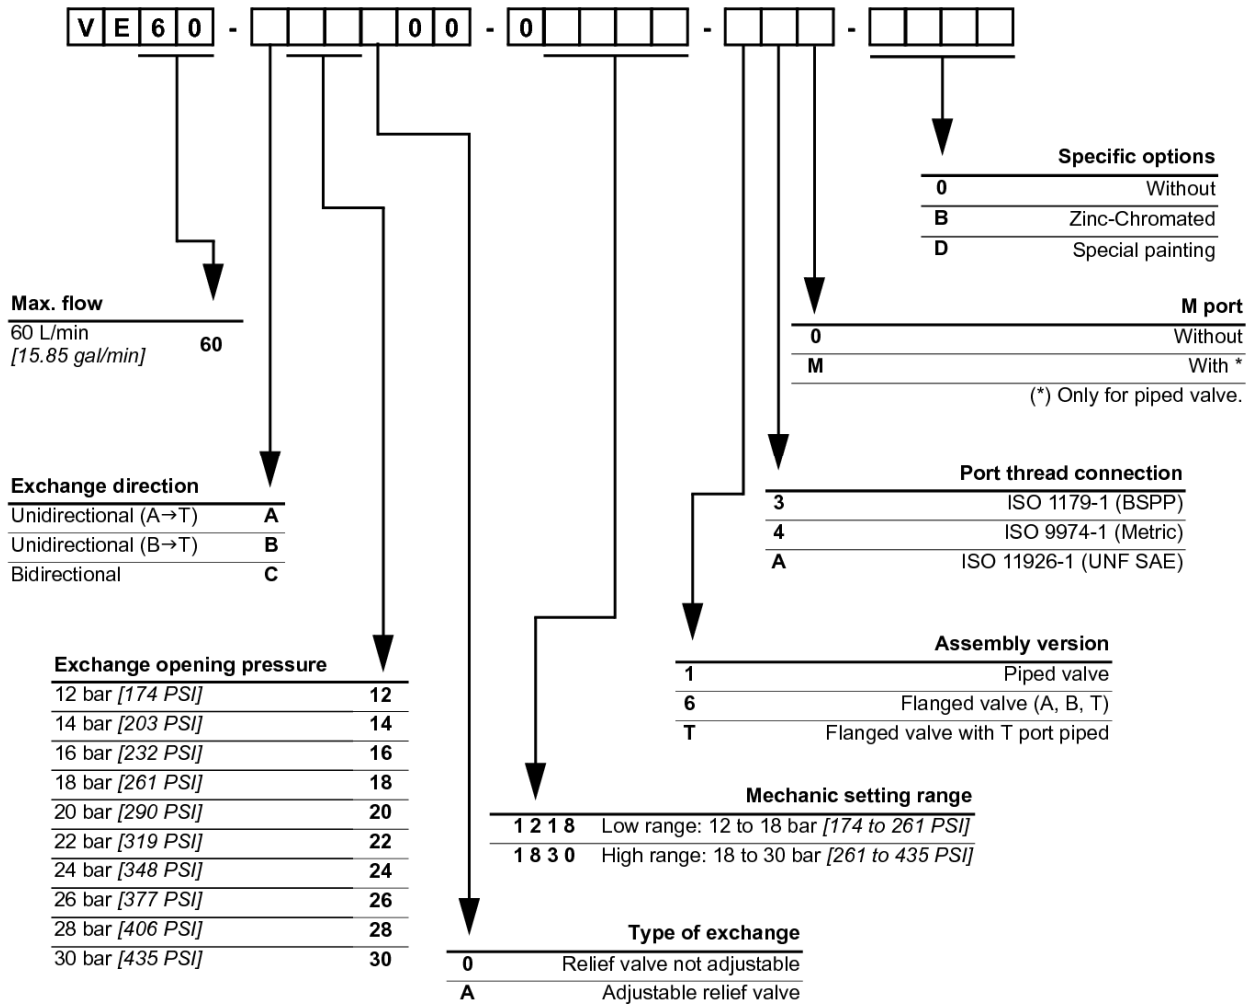 V E 6 0 - 0 0 - 0 - -
Specific options
0 Without
B Zinc-Chromated
D Special painting
Max. flow
60 L/min
[15.85 gal/min] 60
M port
0 Without
M With *
(*) Only for piped valve.
Exchange direction
Unidirectional (A→T) A
Unidirectional (B→T) B
Bidirectional C
Port thread connection
3 ISO 1179-1 (BSPP)
4 ISO 9974-1 (Metric)
A ISO 11926-1 (UNF SAE)
Assembly version
1 Piped valve
6 Flanged valve (A, B, T)
T Flanged valve with T port piped
Exchange opening pressure
12 bar [174 PSI] 12
14 bar [203 PSI] 14
16 bar [232 PSI] 16
18 bar [261 PSI] 18
20 bar [290 PSI] 20
22 bar [319 PSI] 22
24 bar [348 PSI] 24
26 bar [377 PSI] 26
28 bar [406 PSI] 28
30 bar [435 PSI] 30
Mechanic setting range
1 2 1 8 Low range: 12 to 18 bar [174 to 261 PSI]
1 8 3 0 High range: 18 to 30 bar [261 to 435 PSI]
Type of exchange
0 Relief valve not adjustable
A Adjustable relief valve